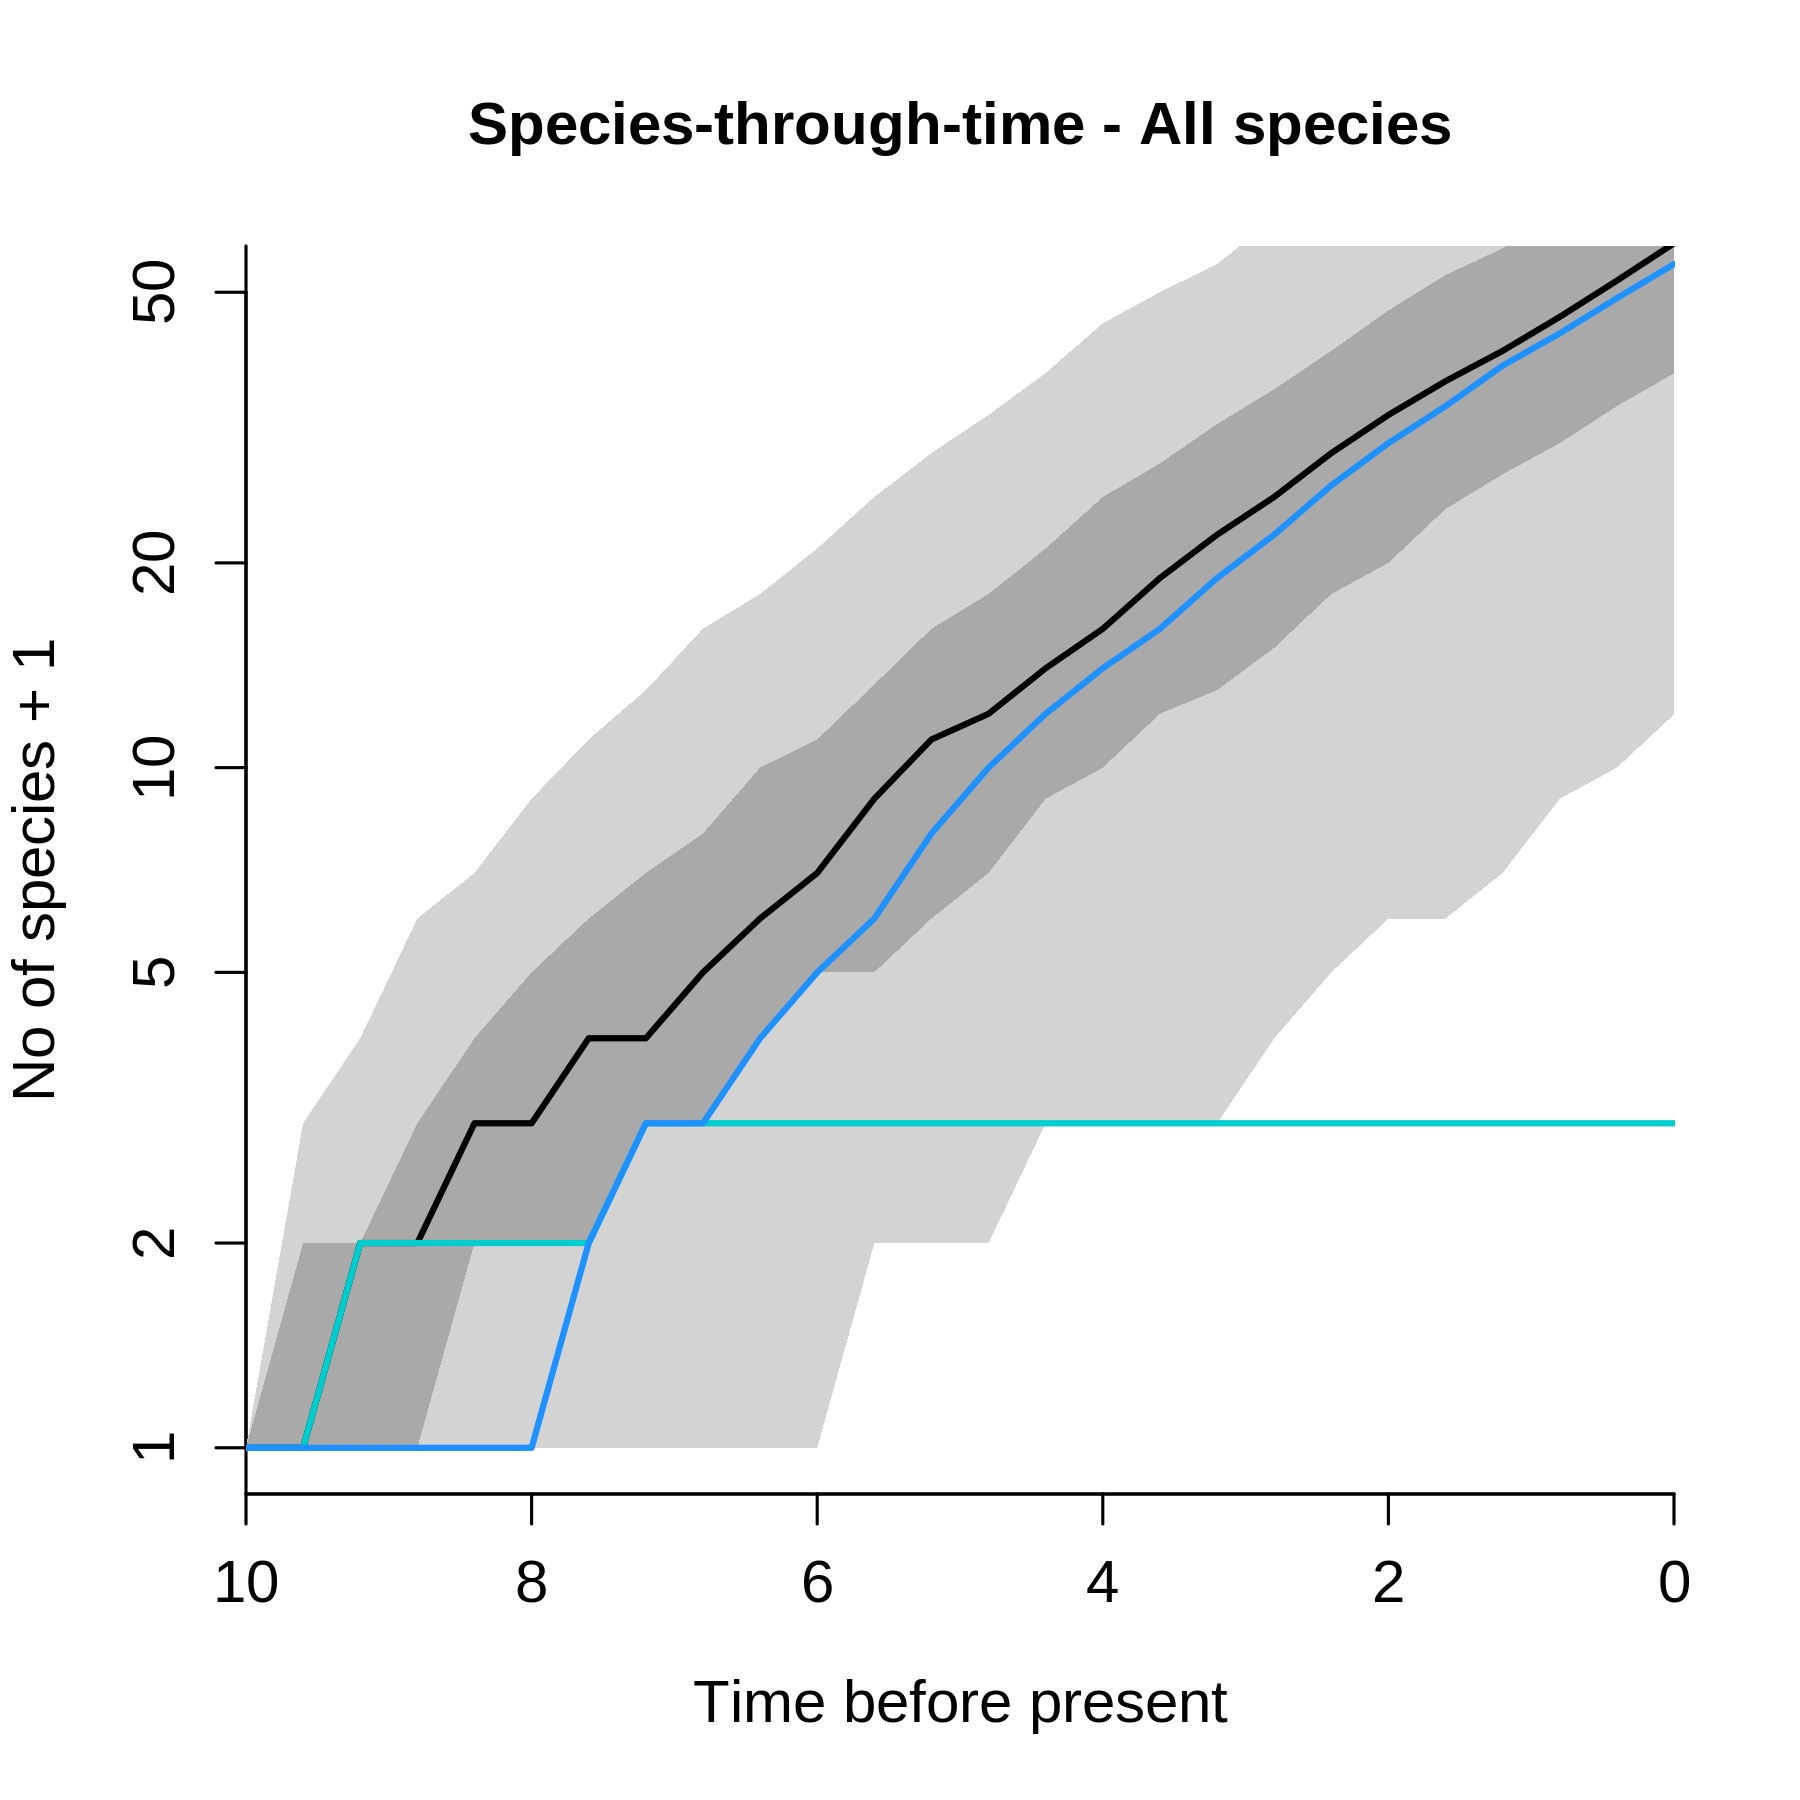 Species-through-time - All species
No of species + 1
50
20
10
5
2
1
10 8 6 4 2 0
Time before present